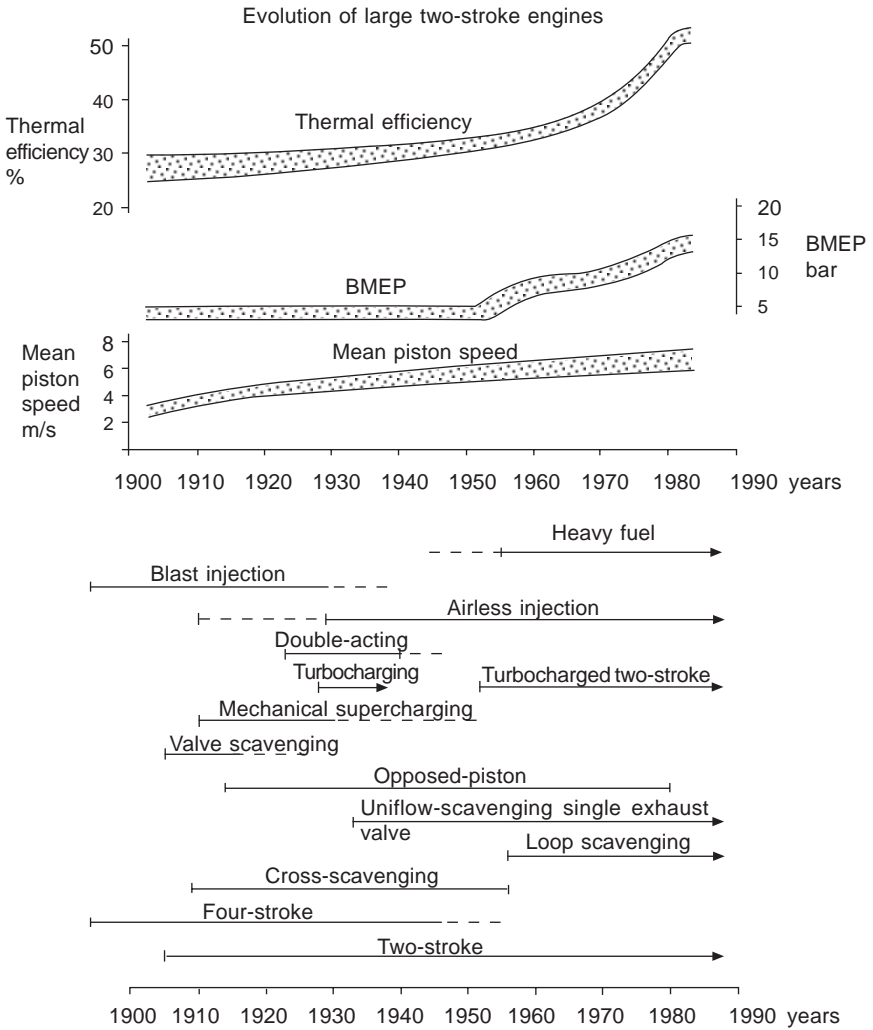 Evolution of large two-stroke engines
50
40
30
20
Thermal
efficiency
%
Thermal efficiency
20
15
10
5
BMEP
bar
BMEP
Mean
piston
speed
m/s
8
6
4
2
Mean piston speed
1900 1910 1920 1930 1940 1950 1960 1970 1980 1990 years
Heavy fuel
Blast injection
Airless injection
Double-acting
Turbocharging
Turbocharged two-stroke
Mechanical supercharging
Valve scavenging
Opposed-piston
Uniflow-scavenging single exhaust
valve
Loop scavenging
Cross-scavenging
Four-stroke
Two-stroke
1900 1910 1920 1930 1940 1950 1960 1970 1980 1990 years